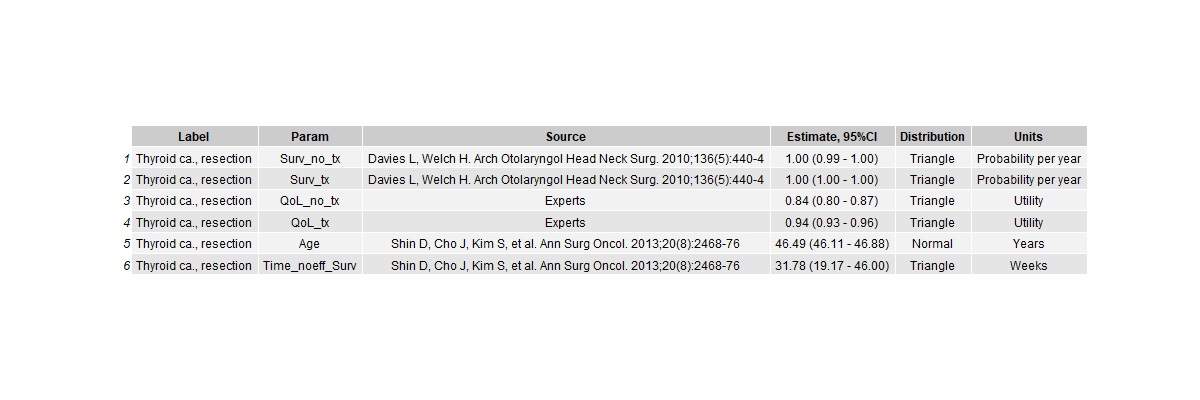 Label Param Source Estimate, 95%CI Distribution Units
1 Thyroid ca., resection Surv_no_tx Davies L, Welch H. Arch Otolaryngol Head Neck Surg. 2010;136(5):440-4 1.00 (0.99 - 1.00) Triangle Probability per year
2 Thyroid ca., resection Surv_tx Davies L, Welch H. Arch Otolaryngol Head Neck Surg. 2010;136(5):440-4 1.00 (1.00 - 1.00) Triangle Probability per year
3 Thyroid ca., resection QoL_no_tx Experts 0.84 (0.80 - 0.87) Triangle Utility
4 Thyroid ca., resection QoL_tx Experts 0.94 (0.93 - 0.96) Triangle Utility
5 Thyroid ca., resection Age Shin D, Cho J, Kim S, et al. Ann Surg Oncol. 2013;20(8):2468-76 46.49 (46.11 - 46.88) Normal Years
6 Thyroid ca., resection Time_noeff_Surv Shin D, Cho J, Kim S, et al. Ann Surg Oncol. 2013;20(8):2468-76 31.78 (19.17 - 46.00) Triangle Weeks